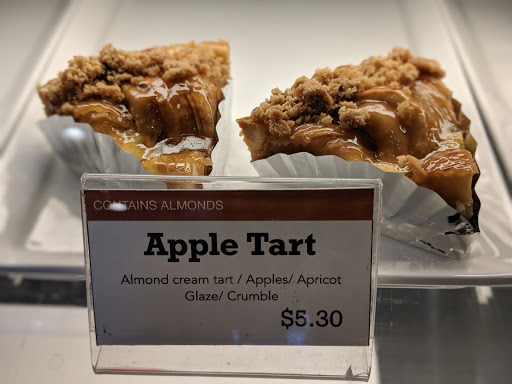 CONTAINS ALMONDS
Apple Tart
Almond cream tart / Apples/ Apricot
Glaze/ Crumble
$5.30